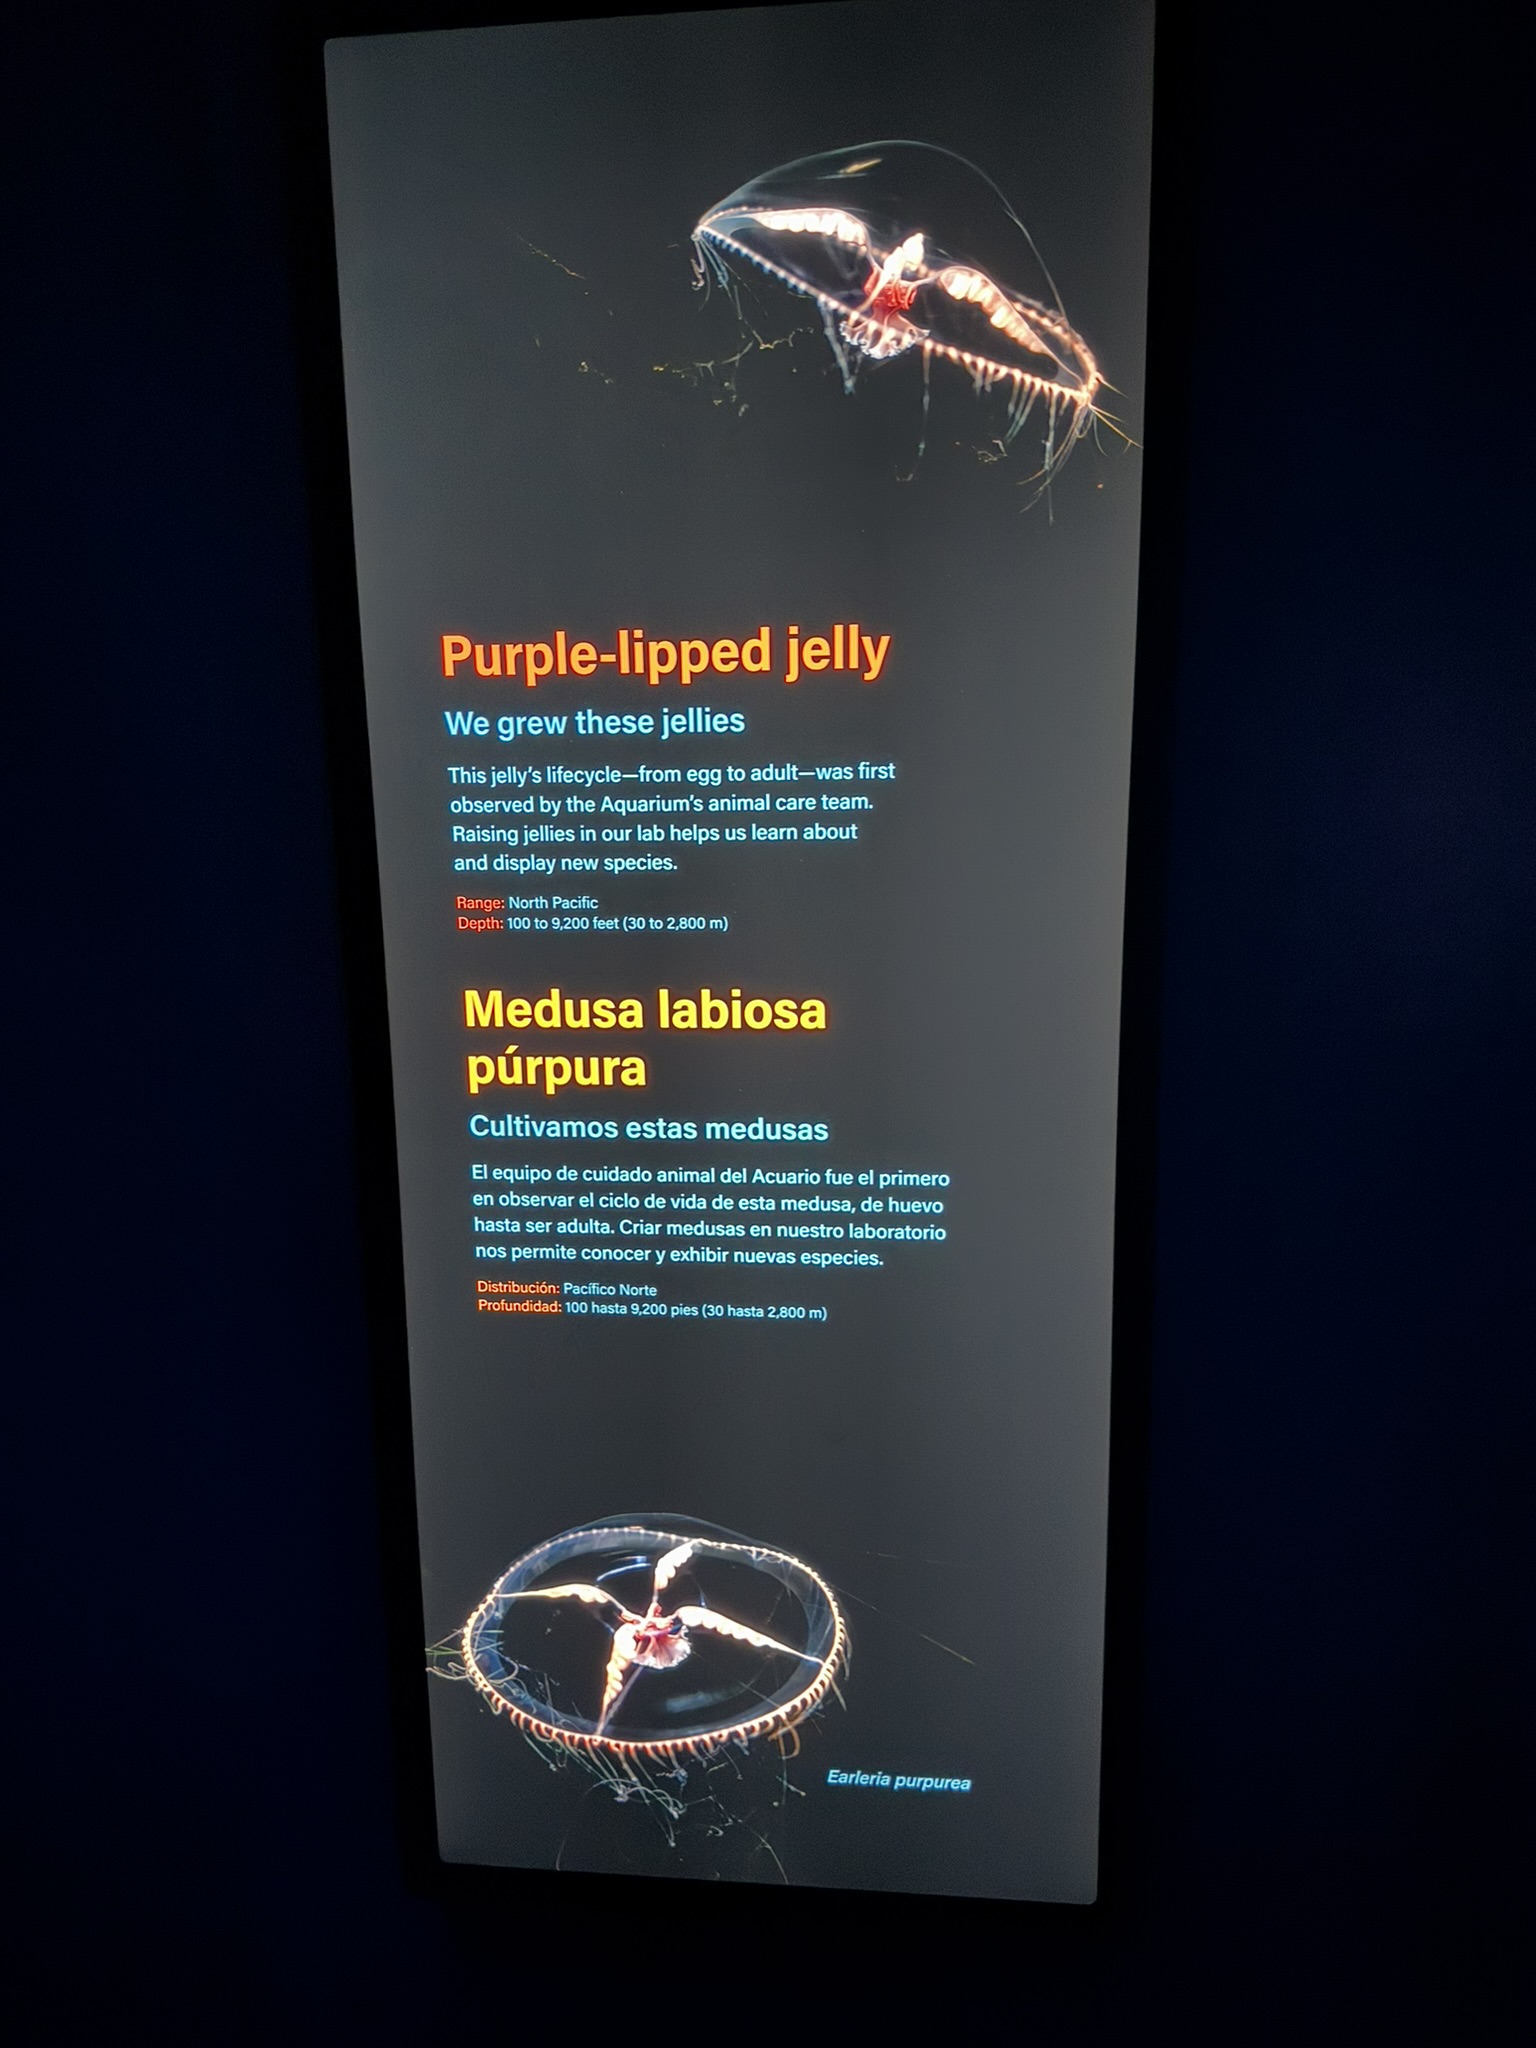 Purple-lipped jelly
We grew these jellies
This jelly's lifecycle—from egg to adult—was first
observed by the Aquarium's animal care team.
Raising jellies in our lab helps us learn about
and display new species.
Range: North Pacific
Depth: 100 to 9,200 feet (30 to 2,800 m)
Medusa labiosa
púrpura
Cultivamos estas medusas
El equipo de cuidado animal del Acuario fue el primero
en observar el ciclo de vida de esta medusa, de huevo
hasta ser adulta. Criar medusas en nuestro laboratorio
nos permite conocer y exhibir nuevas especies.
Distribución: Pacífico Norte
Profundidad: 100 hasta 9,200 pies (30 hasta 2,800 m)
Earleria purpurea